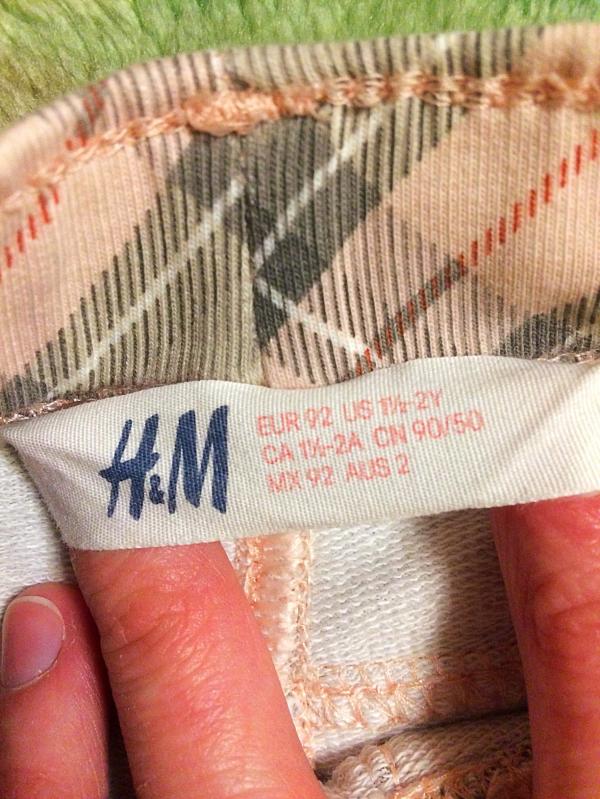 H&M
EUR 92 US 1½-2Y
CA 1½-2A CN 90/50
MX 92 AUS 2